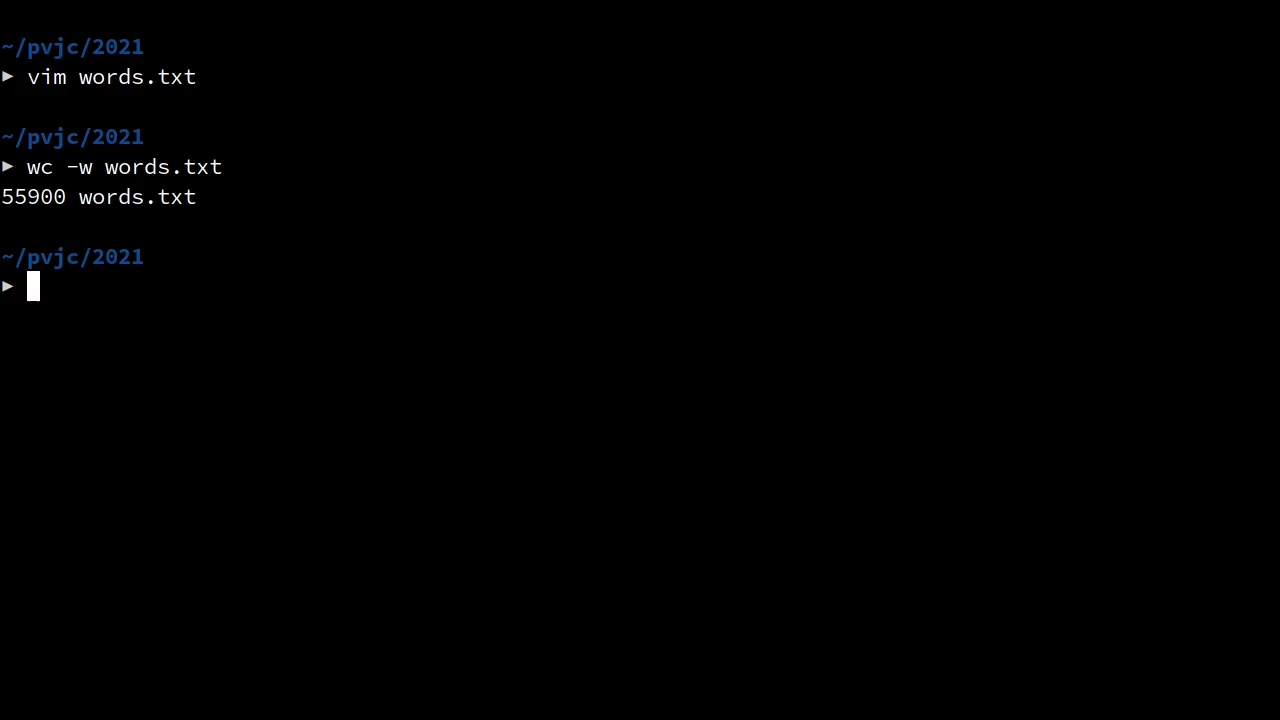 ~/pvjc/2021
▶ vim words.txt
~/pvjc/2021
▶ wc -w words.txt
55900 words.txt
~/pvjc/2021
▶